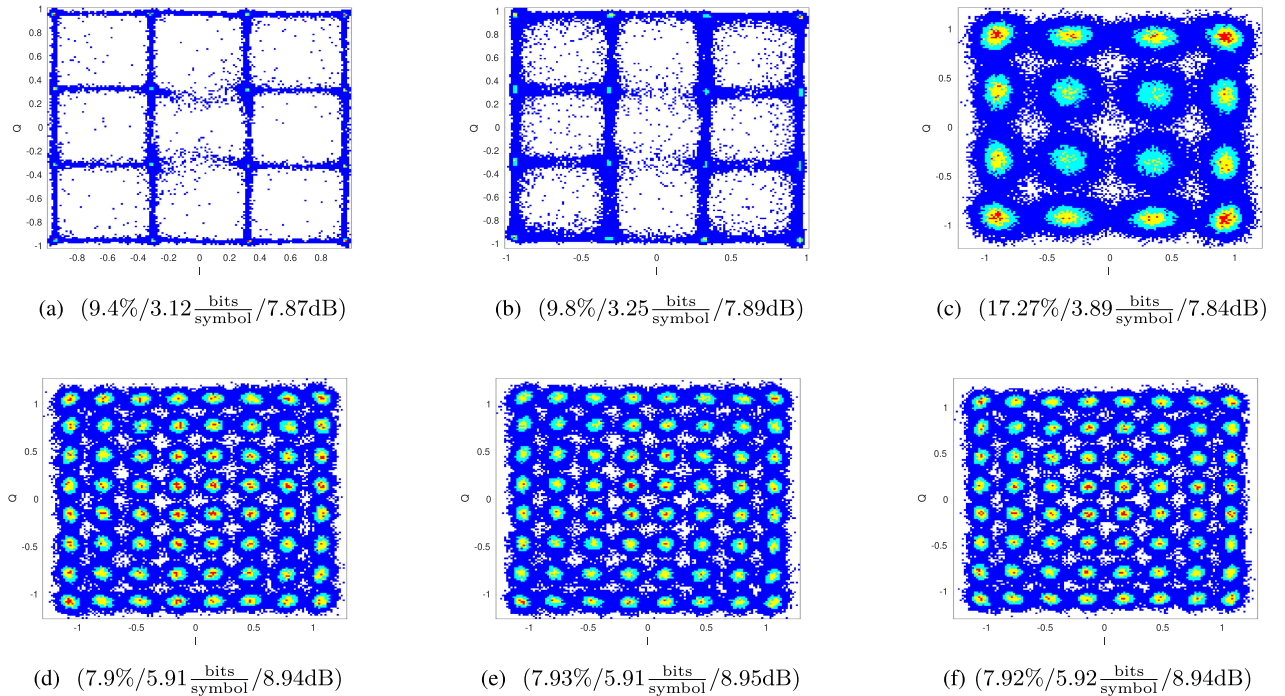 1
0.8
0.6
0.4
0.2
0
-0.2
-0.4
-0.6
-0.8
-1
Q
-0.8 -0.6 -0.4 -0.2 0.0 0.2 0.4 0.6 0.8
I
(a) (9.4%/3.12 bits/symbol/7.87dB)
1
0.8
0.6
0.4
0.2
0
-0.2
-0.4
-0.6
-0.8
-1
Q
-1 -0.5 0 0.5 1
I
(b) (9.8%/3.25 bits/symbol/7.89dB)
1
0.5
0
-0.5
-1
Q
-1 -0.5 0 0.5 1
I
(c) (17.27%/3.89 bits/symbol/7.84dB)
1
0.5
0
-0.5
-1
Q
-1 -0.5 0 0.5 1
I
(d) (7.9%/5.91 bits/symbol/8.94dB)
1
0.5
0
-0.5
-1
Q
-1 -0.5 0 0.5 1
I
(e) (7.93%/5.91 bits/symbol/8.95dB)
1
0.5
0
-0.5
-1
Q
-1 -0.5 0 0.5 1
I
(f) (7.92%/5.92 bits/symbol/8.94dB)